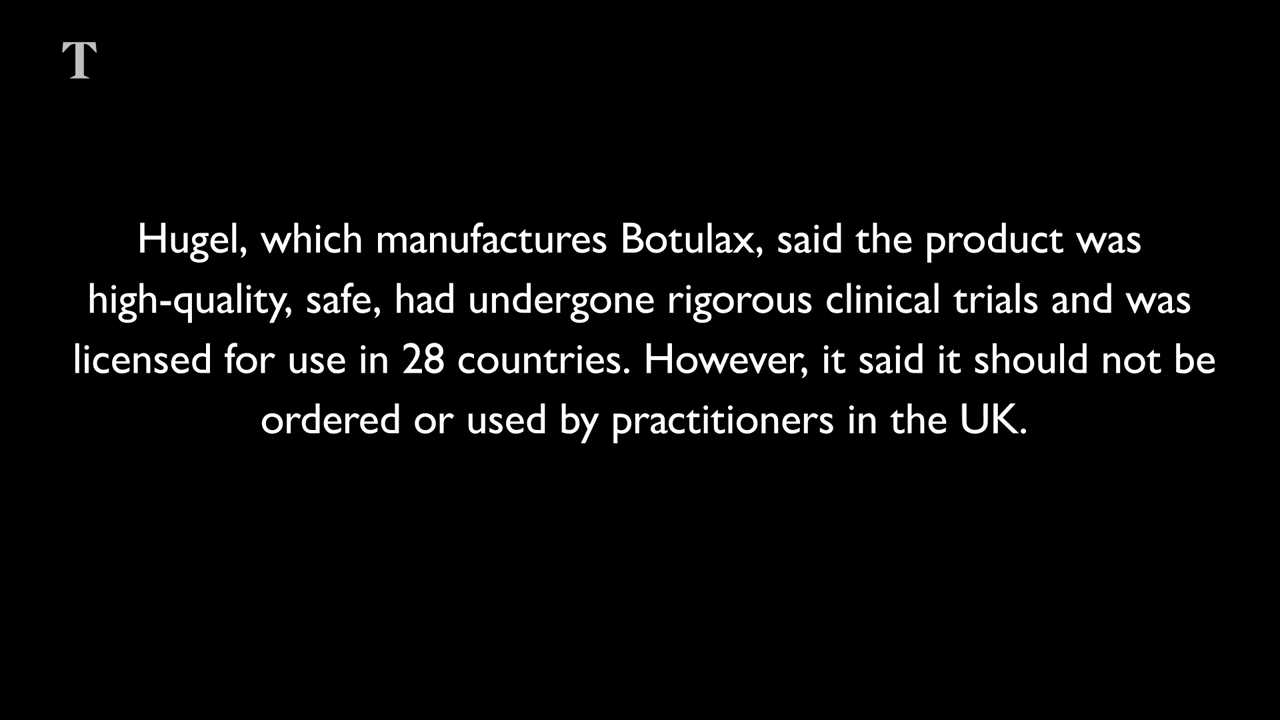 T
Hugel, which manufactures Botulax, said the product was
high-quality, safe, had undergone rigorous clinical trials and was
licensed for use in 28 countries. However, it said it should not be
ordered or used by practitioners in the UK.